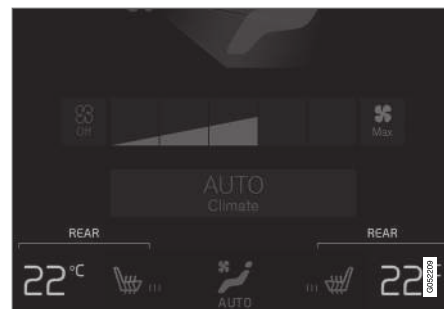 Off Max
AUTO
Climate
REAR REAR
22°C 22°
AUTO
G052209